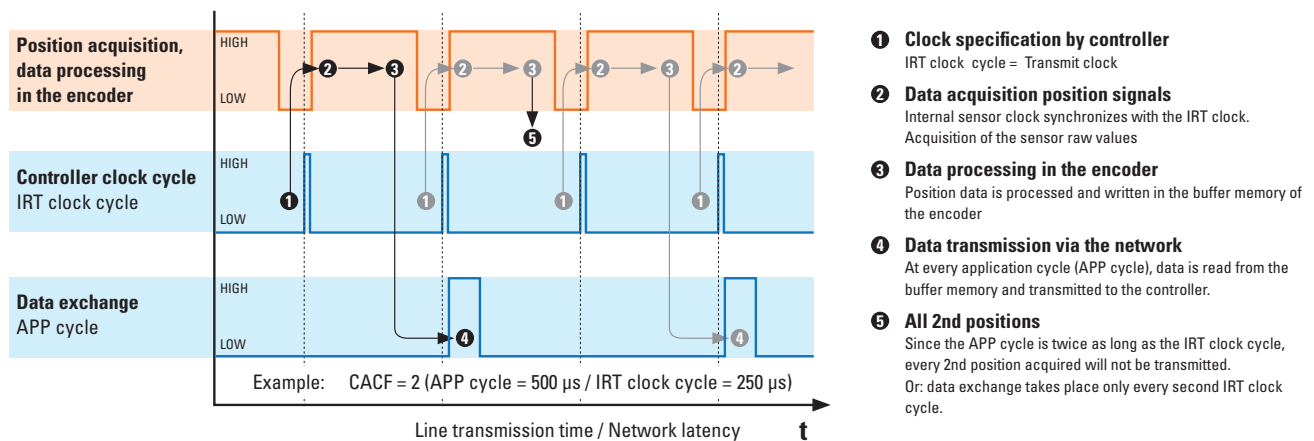 Position acquisition,
data processing
in the encoder
HIGH
LOW
2
3
2
3
2
3
2
5
Controller clock cycle
IRT clock cycle
HIGH
LOW
1
1
1
1
Data exchange
APP cycle
HIGH
LOW
4
4
Example: CACF = 2 (APP cycle = 500 µs / IRT clock cycle = 250 µs)
Line transmission time / Network latency
t
1 Clock specification by controller
IRT clock cycle = Transmit clock
2 Data acquisition position signals
Internal sensor clock synchronizes with the IRT clock.
Acquisition of the sensor raw values
3 Data processing in the encoder
Position data is processed and written in the buffer memory of
the encoder
4 Data transmission via the network
At every application cycle (APP cycle), data is read from the
buffer memory and transmitted to the controller.
5 All 2nd positions
Since the APP cycle is twice as long as the IRT clock cycle,
every 2nd position acquired will not be transmitted.
Or: data exchange takes place only every second IRT clock
cycle.